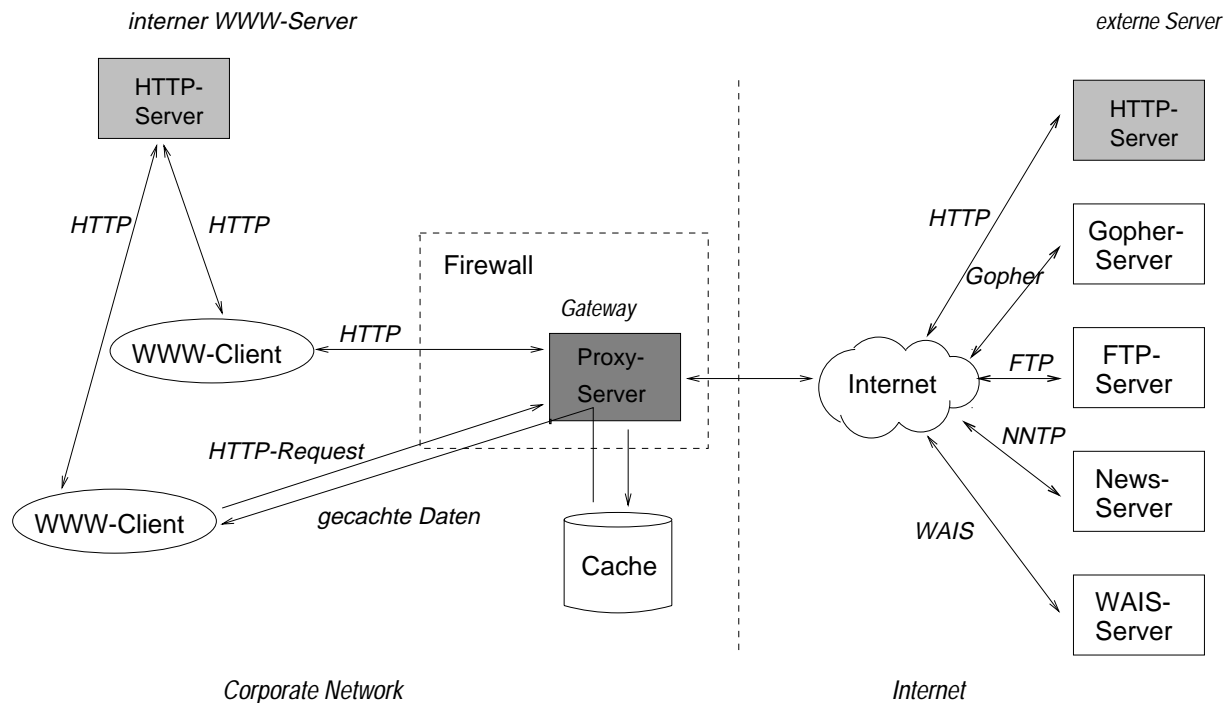 interner WWW-Server
externe Server
HTTP-
Server
HTTP-
Server
HTTP
HTTP
HTTP
Gopher-
Server
Gopher
Firewall
Gateway
HTTP
WWW-Client
Proxy-
Server
Internet
FTP
FTP-
Server
HTTP-Request
NNTP
News-
Server
WWW-Client
gecachte Daten
Cache
WAIS
WAIS-
Server
Corporate Network
Internet